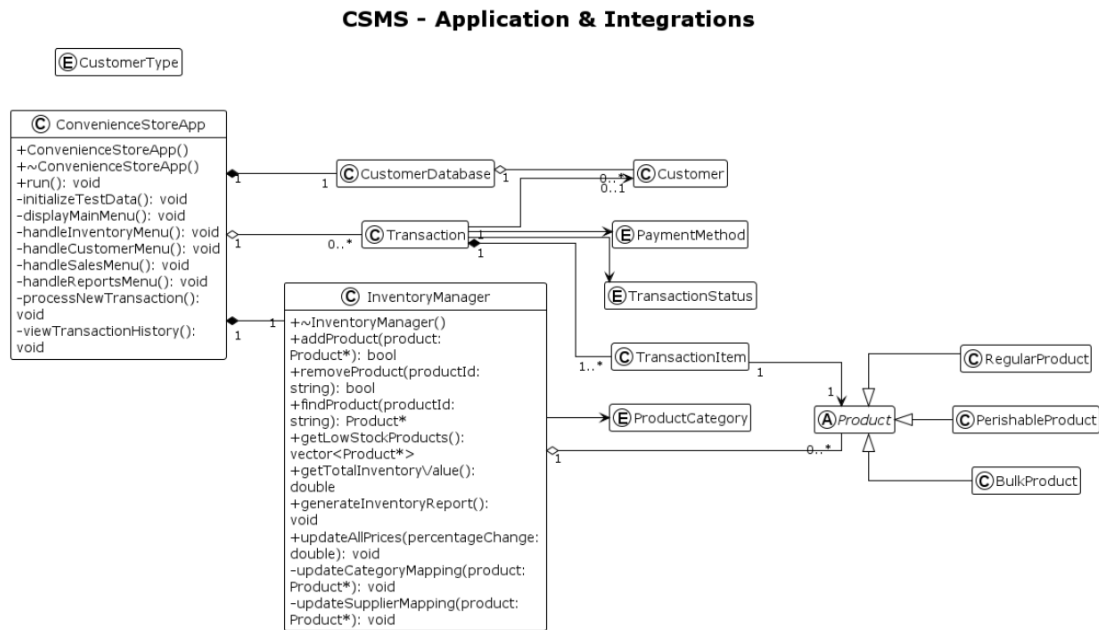 CSMS - Application & Integrations
E CustomerType
C ConvenienceStoreApp
+ConvenienceStoreApp()
+~ConvenienceStoreApp()
+run(): void
-initializeTestData(): void
-displayMainMenu(): void
-handleInventoryMenu(): void
-handleCustomerMenu(): void
-handleSalesMenu(): void
-handleReportsMenu(): void
-processNewTransaction():
void
-viewTransactionHistory():
void
1
1
C CustomerDatabase
1
0..*
0..1
C Customer
1
0..*
C Transaction
1
1
E PaymentMethod
E TransactionStatus
1..*
C TransactionItem
1
1
1
1
C InventoryManager
+~InventoryManager()
+addProduct(product:
Product*): bool
+removeProduct(productId:
string): bool
+findProduct(productId:
string): Product*
+getLowStockProducts():
vector<Product*>
+getTotalInventoryValue():
double
+generateInventoryReport():
void
+updateAllPrices(percentageChange:
double): void
-updateCategoryMapping(product:
Product*): void
-updateSupplierMapping(product:
Product*): void
E ProductCategory
1
0..*
A Product
C RegularProduct
C PerishableProduct
C BulkProduct